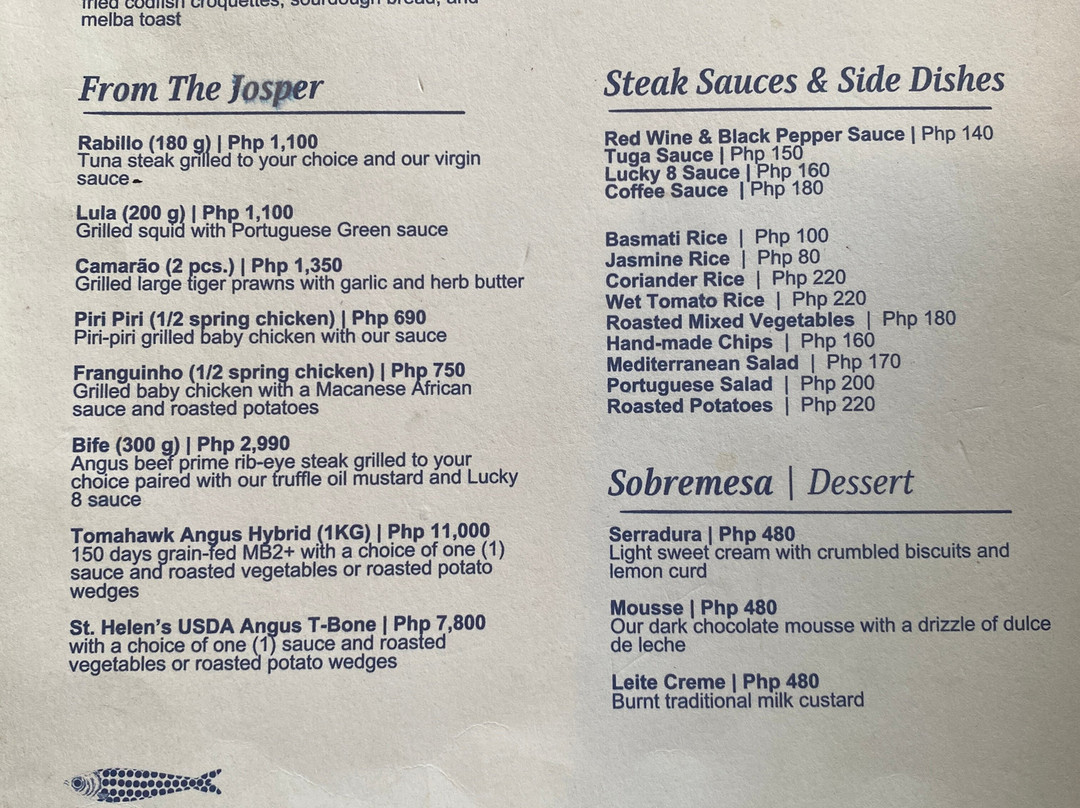 fried codfish croquettes, sourdough bread, and
melba toast
From The Josper
Rabillo (180 g) | Php 1,100
Tuna steak grilled to your choice and our virgin
sauce
Lula (200 g) | Php 1,100
Grilled squid with Portuguese Green sauce
Camarão (2 pcs.) | Php 1,350
Grilled large tiger prawns with garlic and herb butter
Piri Piri (1/2 spring chicken) | Php 690
Piri-piri grilled baby chicken with our sauce
Franguinho (1/2 spring chicken) | Php 750
Grilled baby chicken with a Macanese African
sauce and roasted potatoes
Bife (300 g) | Php 2,990
Angus beef prime rib-eye steak grilled to your
choice paired with our truffle oil mustard and Lucky
8 sauce
Tomahawk Angus Hybrid (1KG) | Php 11,000
150 days grain-fed MB2+ with a choice of one (1)
sauce and roasted vegetables or roasted potato
wedges
St. Helen's USDA Angus T-Bone | Php 7,800
with a choice of one (1) sauce and roasted
vegetables or roasted potato wedges
Steak Sauces & Side Dishes
Red Wine & Black Pepper Sauce | Php 140
Tuga Sauce | Php 150
Lucky 8 Sauce | Php 160
Coffee Sauce | Php 180
Basmati Rice | Php 100
Jasmine Rice | Php 80
Coriander Rice | Php 220
Wet Tomato Rice | Php 220
Roasted Mixed Vegetables | Php 180
Hand-made Chips | Php 160
Mediterranean Salad | Php 170
Portuguese Salad | Php 200
Roasted Potatoes | Php 220
Sobremesa | Dessert
Serradura | Php 480
Light sweet cream with crumbled biscuits and
lemon curd
Mousse | Php 480
Our dark chocolate mousse with a drizzle of dulce
de leche
Leite Creme | Php 480
Burnt traditional milk custard